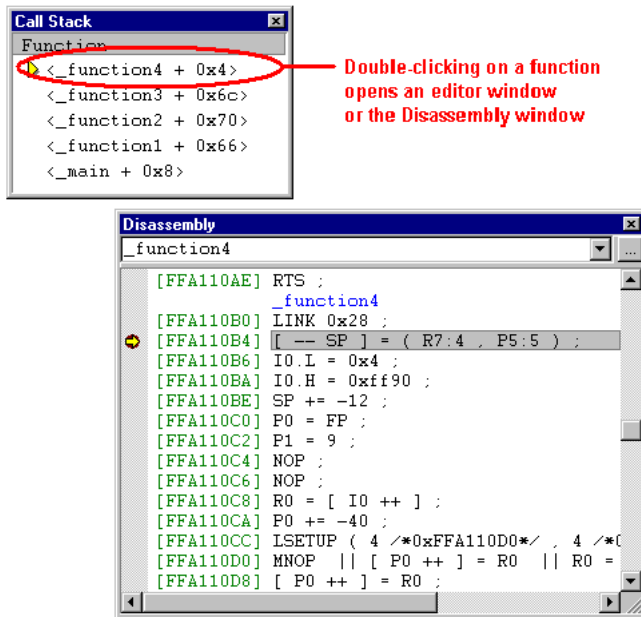 Call Stack
Function
<_function4 + 0x4>
<_function3 + 0x6c>
<_function2 + 0x70>
<_function1 + 0x66>
<_main + 0x8>
Double-clicking on a function
opens an editor window
or the Disassembly window
Disassembly
_function4
...
[FFA110AE] RTS ;
_function4
[FFA110B0] LINK 0x28 ;
[FFA110B4] [ -- SP ] = ( R7:4 , P5:5 ) ;
[FFA110B6] I0.L = 0x4 ;
[FFA110BA] I0.H = 0xff90 ;
[FFA110BE] SP += -12 ;
[FFA110C0] P0 = FP ;
[FFA110C2] P1 = 9 ;
[FFA110C4] NOP ;
[FFA110C6] NOP ;
[FFA110C8] R0 = [ I0 ++ ] ;
[FFA110CA] P0 += -40 ;
[FFA110CC] LSETUP ( 4 /*0xFFA110D0*/ , 4 /*
[FFA110D0] MNOP || [ P0 ++ ] = R0 || R0 =
[FFA110D8] [ P0 ++ ] = R0 ;